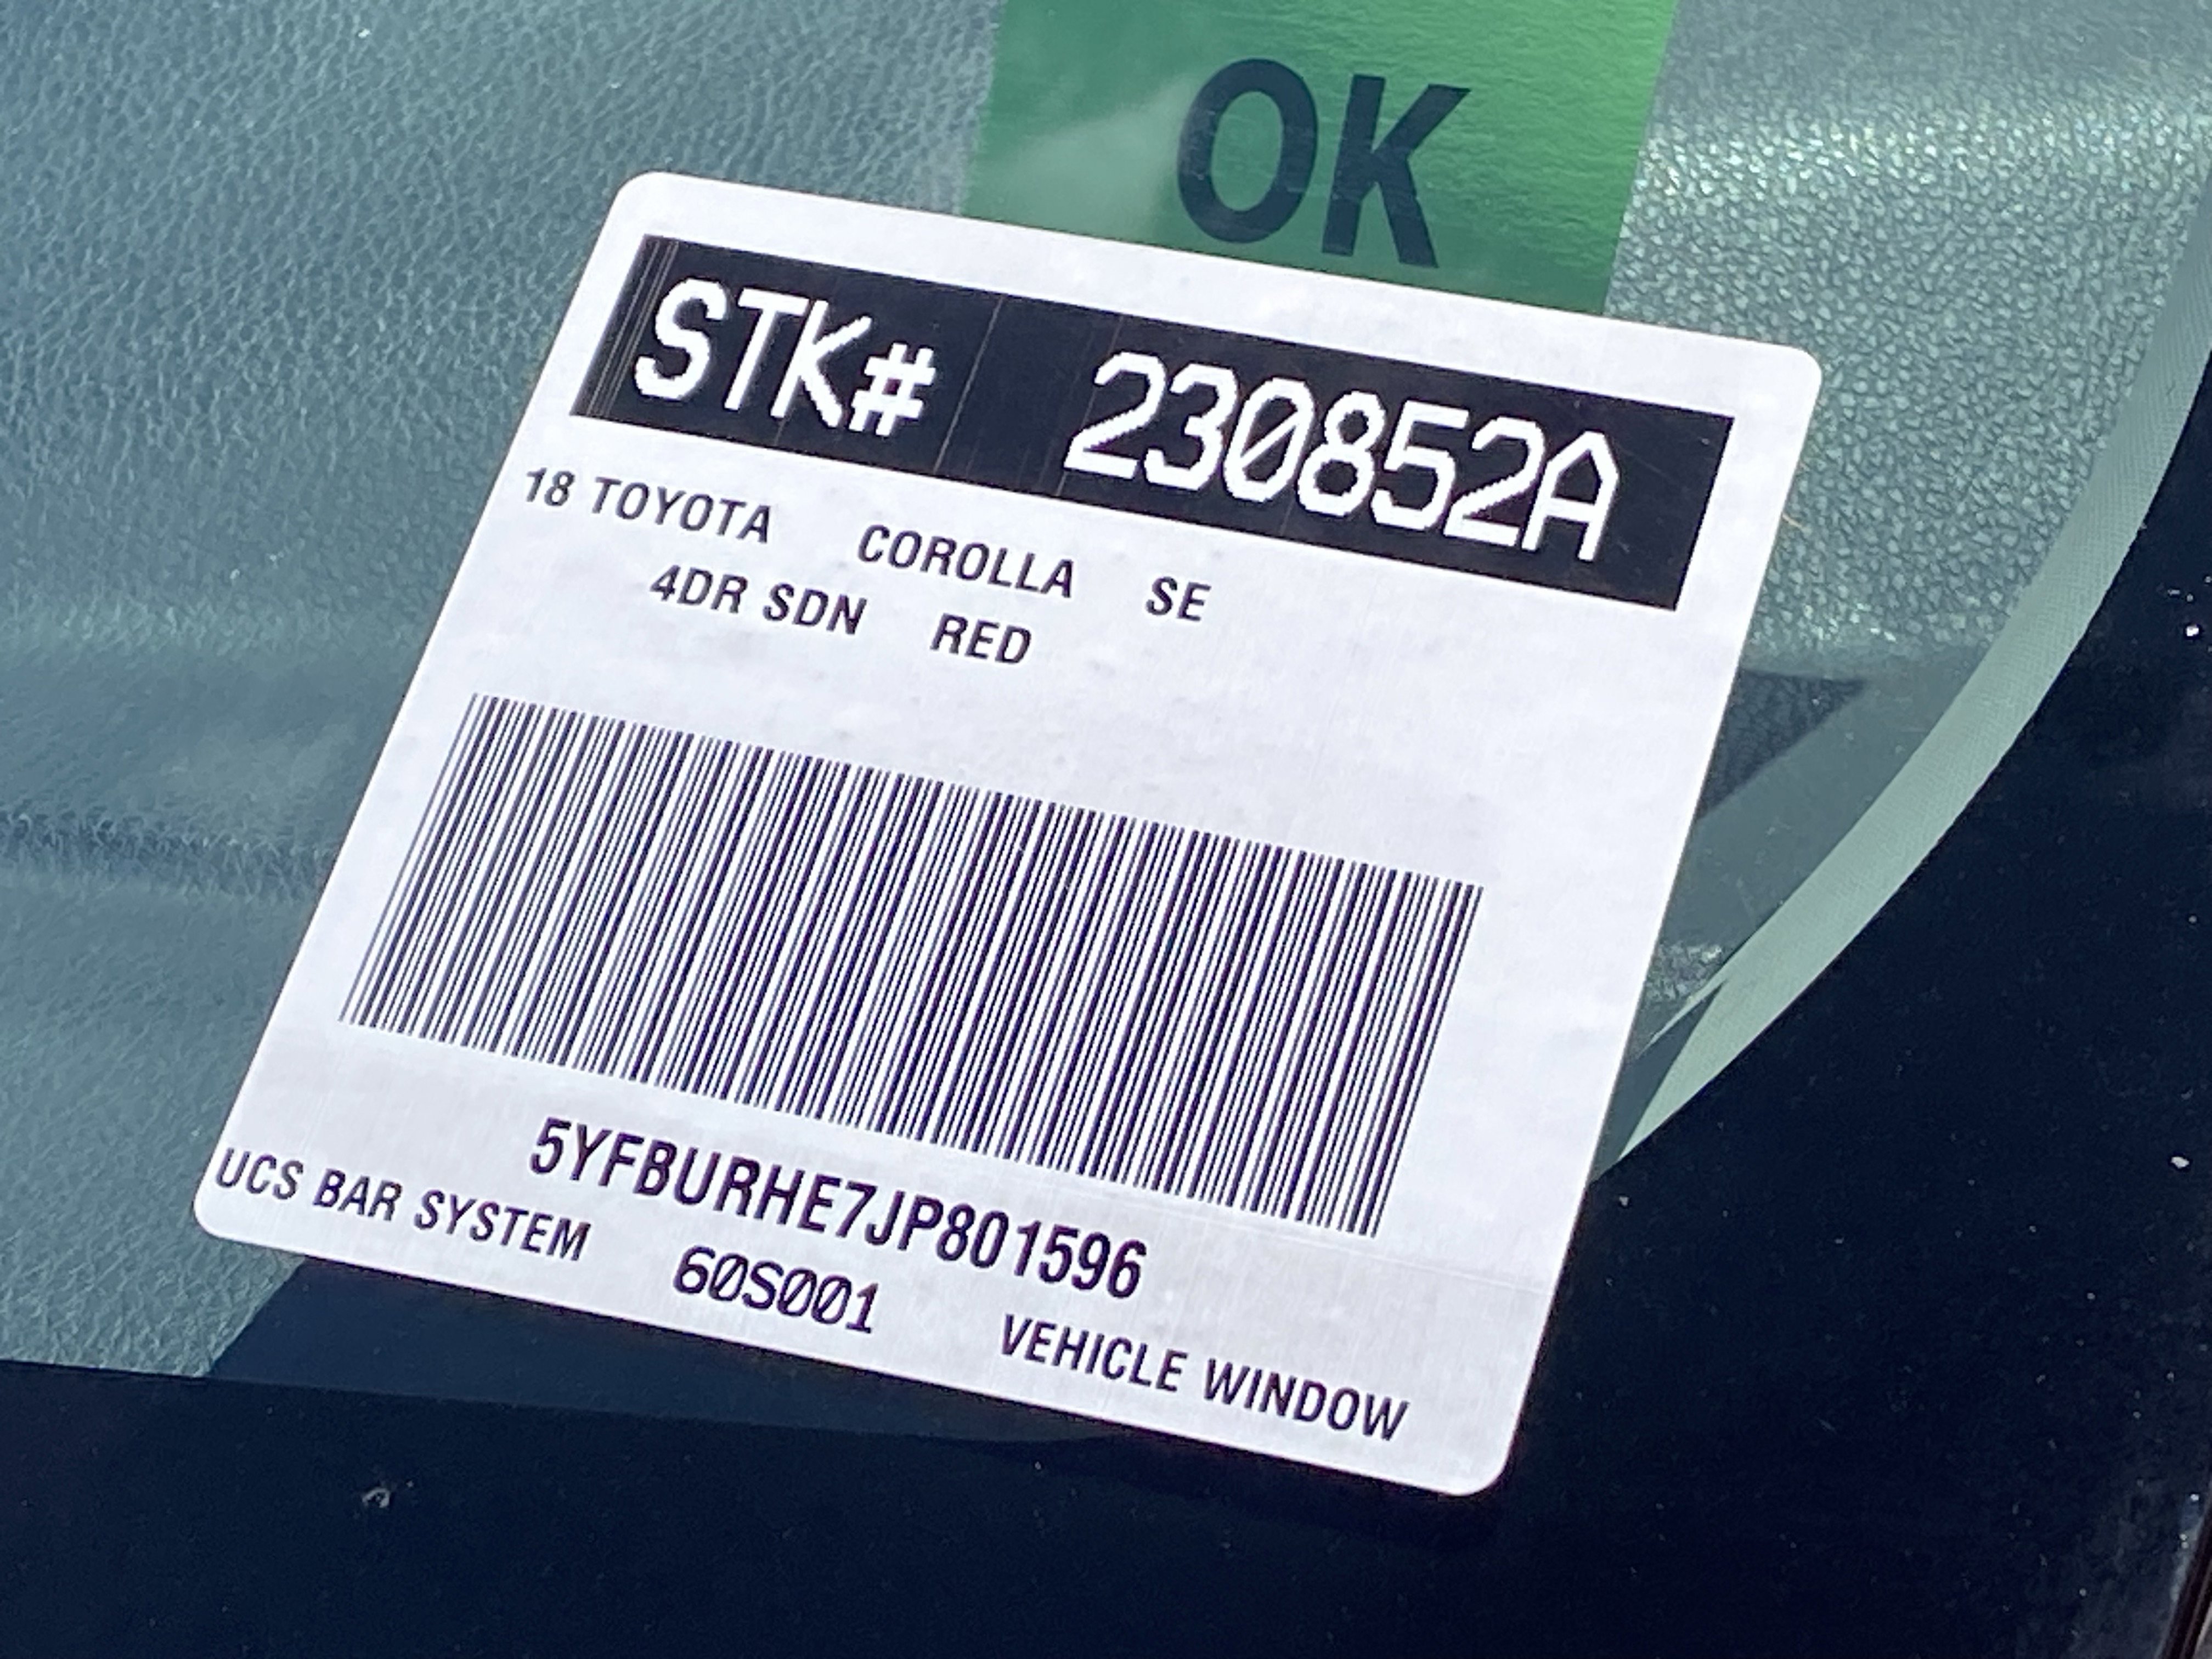 OK
STK# 230852A
18 TOYOTA COROLLA SE
4DR SDN RED
5YFBURHE7JP801596
UCS BAR SYSTEM 60S001 VEHICLE WINDOW